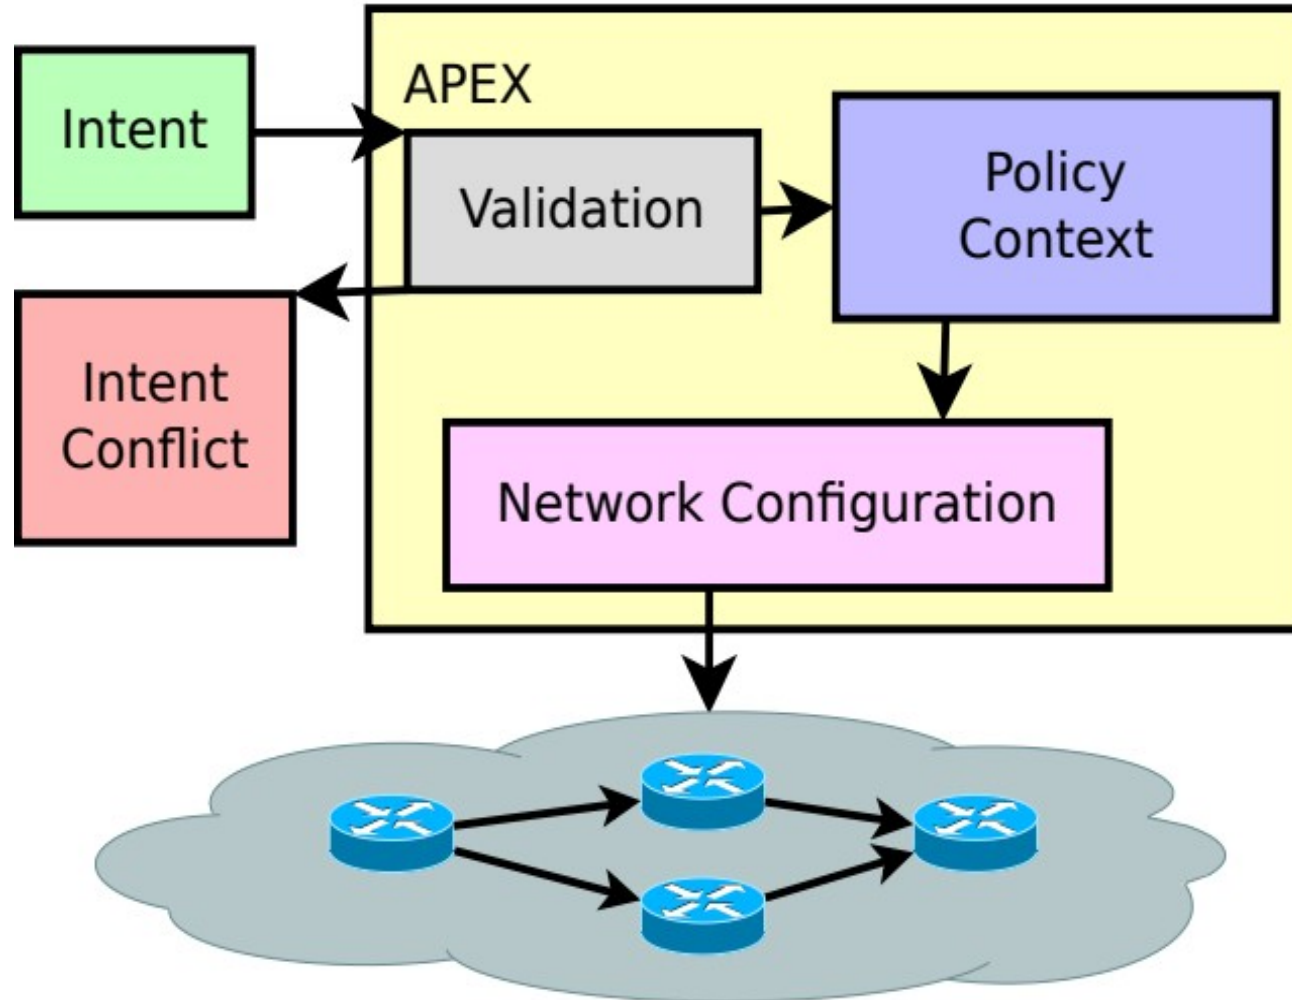 APEX
Intent
Validation
Policy
Context
Intent
Conflict
Network Configuration